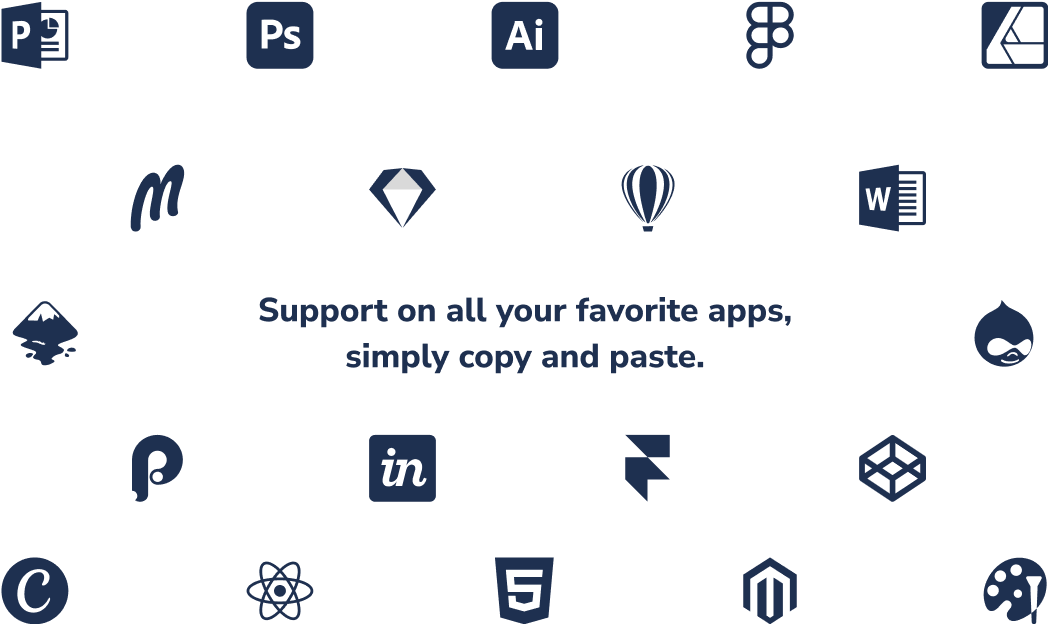 P
Ps
Ai
W
Support on all your favorite apps,
simply copy and paste.
in
C
5